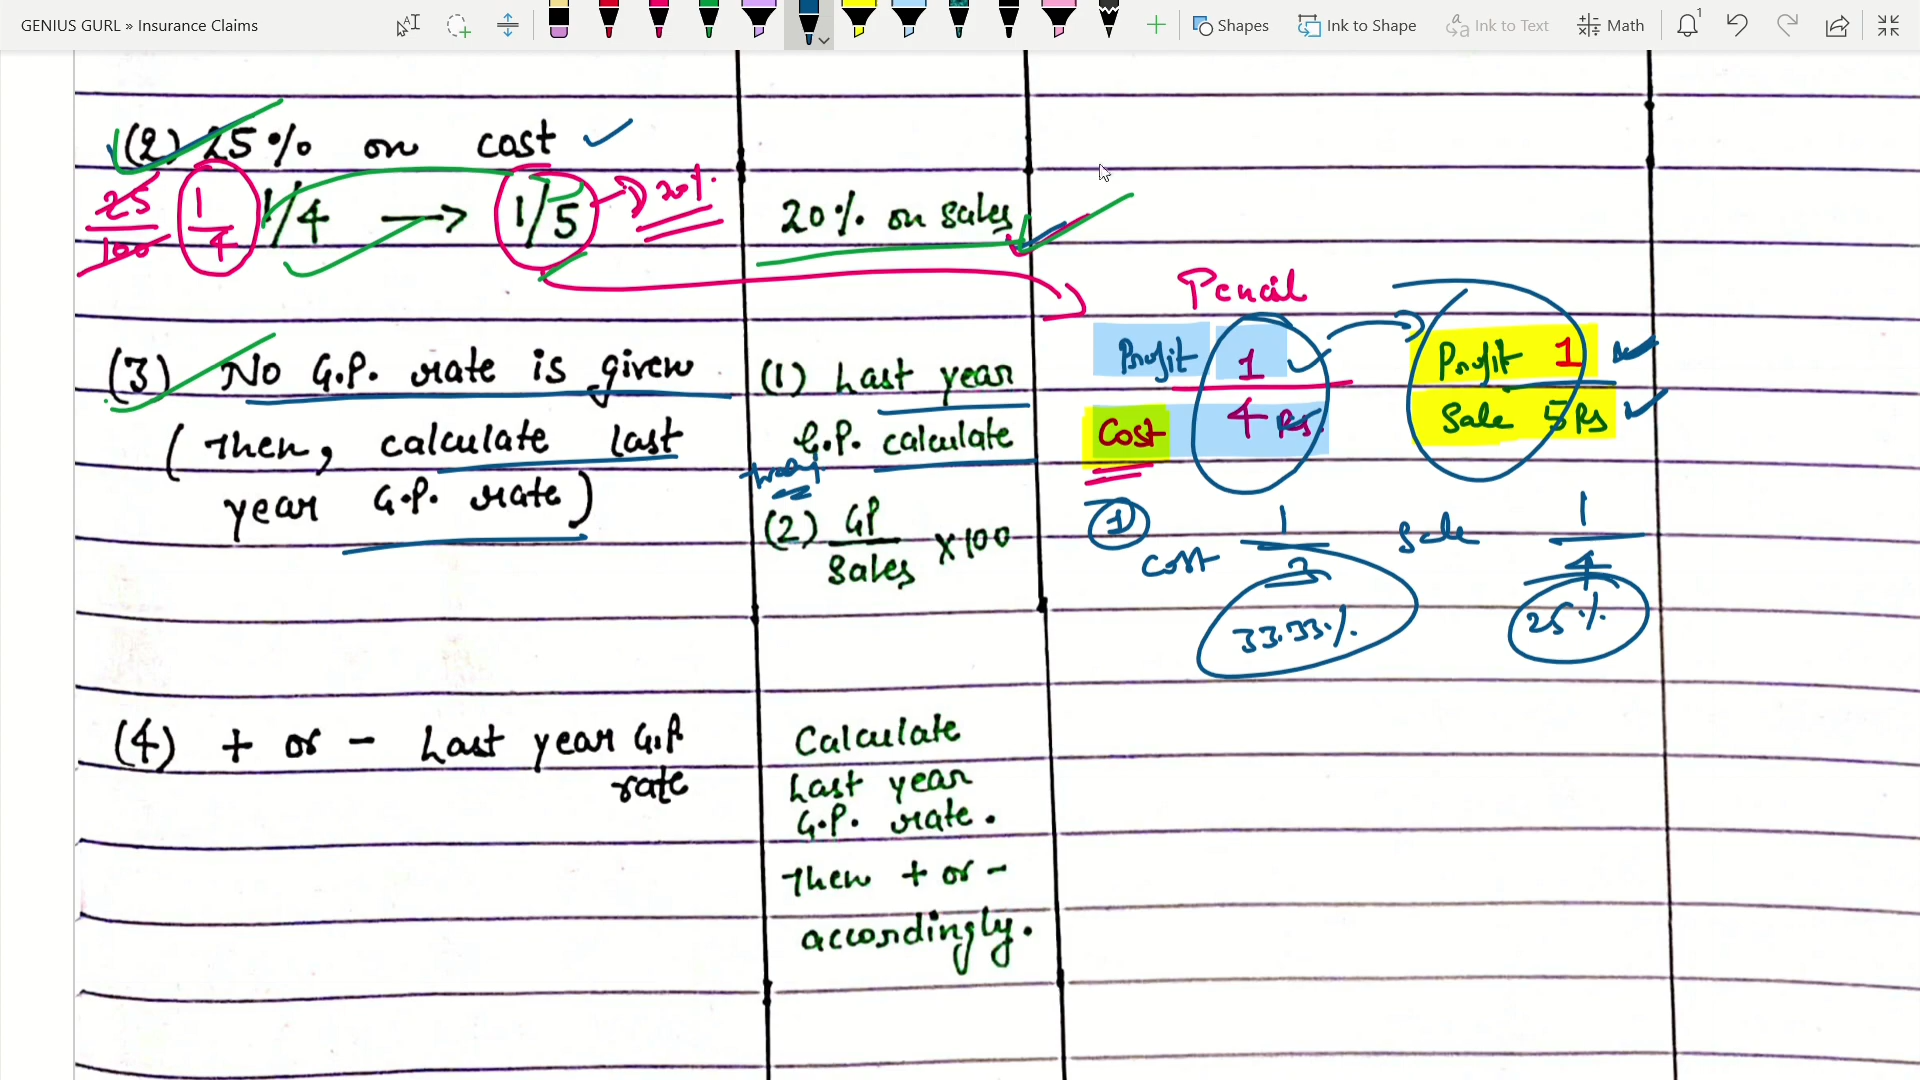 GENIUS GURL » Insurance Claims
Shapes
Ink to Shape
Ink to Text
Math
1
(2) 25% on cost
25/100 1/4 1/4 → 1/5 → 20%
20% on sales
Pencil
(3) No G.P. rate is given
(Then, calculate last
year G.P. rate)
(1) Last year
G.P. calculate
(2) GP/Sales ×100
Profit 1
Cost 4 Rs.
Profit 1
Sale 5 Rs
(1) cost 1/3 Sale 1/4
33.33% 25%
(4) + or - Last year G.P
rate
Calculate
Last year
G.P. rate.
Then + or -
accordingly.